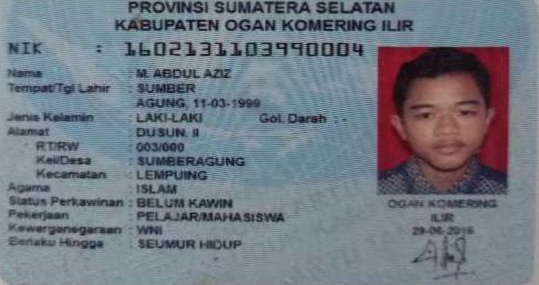 PROVINSI SUMATERA SELATAN
KABUPATEN OGAN KOMERING ILIR
NIK : 1602131103990004
Nama : M. ABDUL AZIZ
Tempat/Tgl Lahir : SUMBER
AGUNG, 11-03-1999
Jenis Kelamin : LAKI-LAKI Gol. Darah : -
Alamat : DUSUN. II
RT/RW : 003/000
Kel/Desa : SUMBERAGUNG
Kecamatan : LEMPUING
Agama : ISLAM
Status Perkawinan : BELUM KAWIN
Pekerjaan : PELAJAR/MAHASISWA
Kewarganegaraan : WNI
Berlaku Hingga : SEUMUR HIDUP
OGAN KOMERING
ILIR
29-06-2016